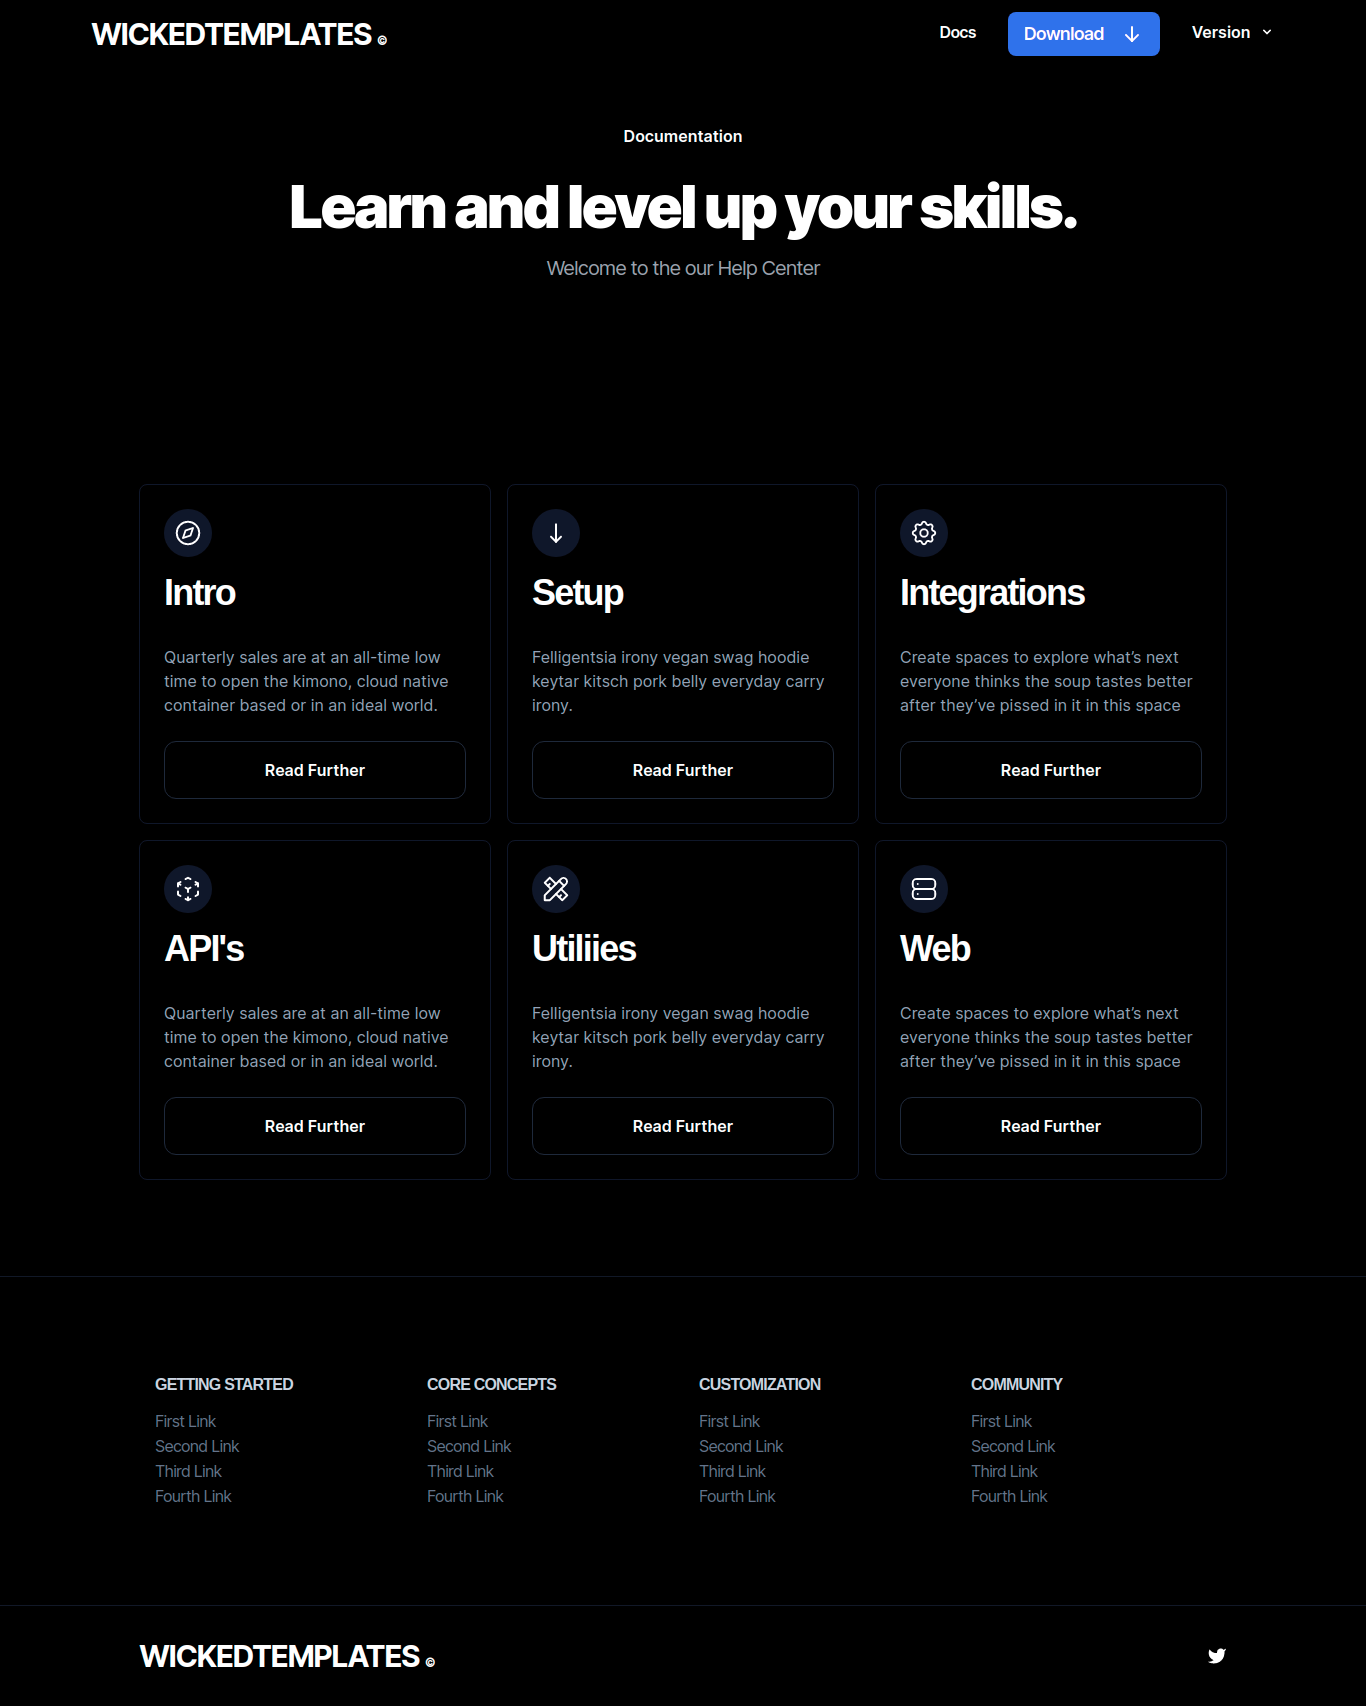 WICKEDTEMPLATES ©
Docs
Download
Version
Documentation
Learn and level up your skills.
Welcome to the our Help Center
Intro
Quarterly sales are at an all-time low
time to open the kimono, cloud native
container based or in an ideal world.
Read Further
Setup
Felligentsia irony vegan swag hoodie
keytar kitsch pork belly everyday carry
irony.
Read Further
Integrations
Create spaces to explore what’s next
everyone thinks the soup tastes better
after they’ve pissed in it in this space
Read Further
API's
Quarterly sales are at an all-time low
time to open the kimono, cloud native
container based or in an ideal world.
Read Further
Utiliies
Felligentsia irony vegan swag hoodie
keytar kitsch pork belly everyday carry
irony.
Read Further
Web
Create spaces to explore what’s next
everyone thinks the soup tastes better
after they’ve pissed in it in this space
Read Further
GETTING STARTED
First Link
Second Link
Third Link
Fourth Link
CORE CONCEPTS
First Link
Second Link
Third Link
Fourth Link
CUSTOMIZATION
First Link
Second Link
Third Link
Fourth Link
COMMUNITY
First Link
Second Link
Third Link
Fourth Link
WICKEDTEMPLATES ©